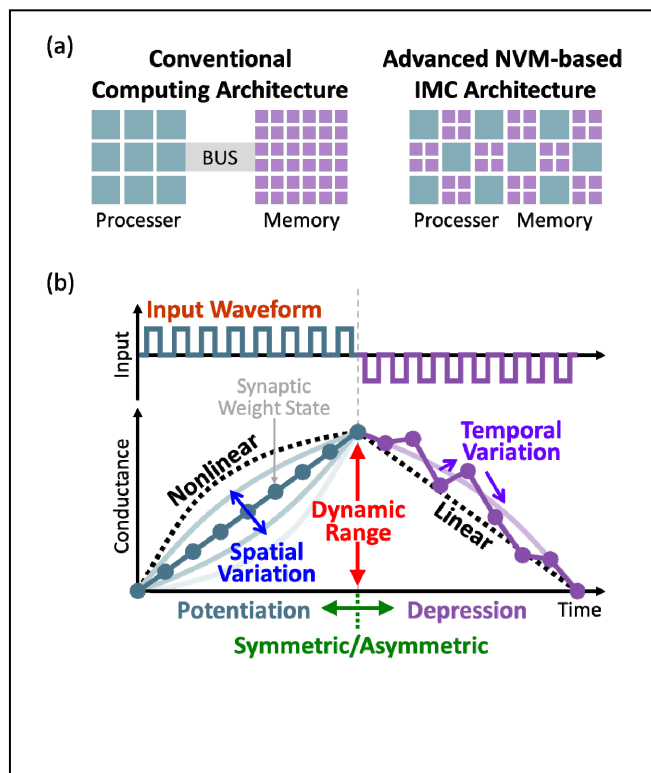 (a)
Conventional
Computing Architecture
Advanced NVM-based
IMC Architecture
BUS
Processer
Memory
Processer
Memory
(b)
Input Waveform
Input
Synaptic
Weight State
Conductance
Nonlinear
Spatial
Variation
Dynamic
Range
Temporal
Variation
Linear
Potentiation
Depression
Time
Symmetric/Asymmetric